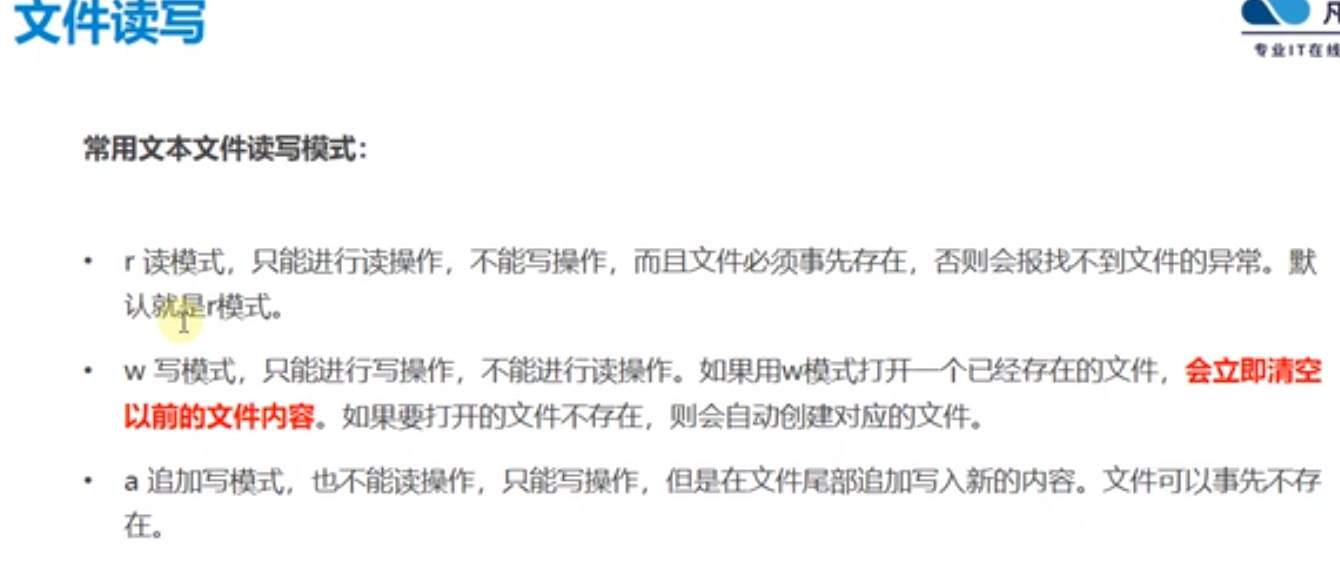 文件读写
专业IT在线
常用文本文件读写模式：
• r 读模式，只能进行读操作，不能写操作，而且文件必须事先存在，否则会报找不到文件的异常。默
认就是r模式。
• w 写模式，只能进行写操作，不能进行读操作。如果用w模式打开一个已经存在的文件，会立即清空
以前的文件内容。如果要打开的文件不存在，则会自动创建对应的文件。
• a 追加写模式，也不能读操作，只能写操作，但是在文件尾部追加写入新的内容。文件可以事先不存
在。